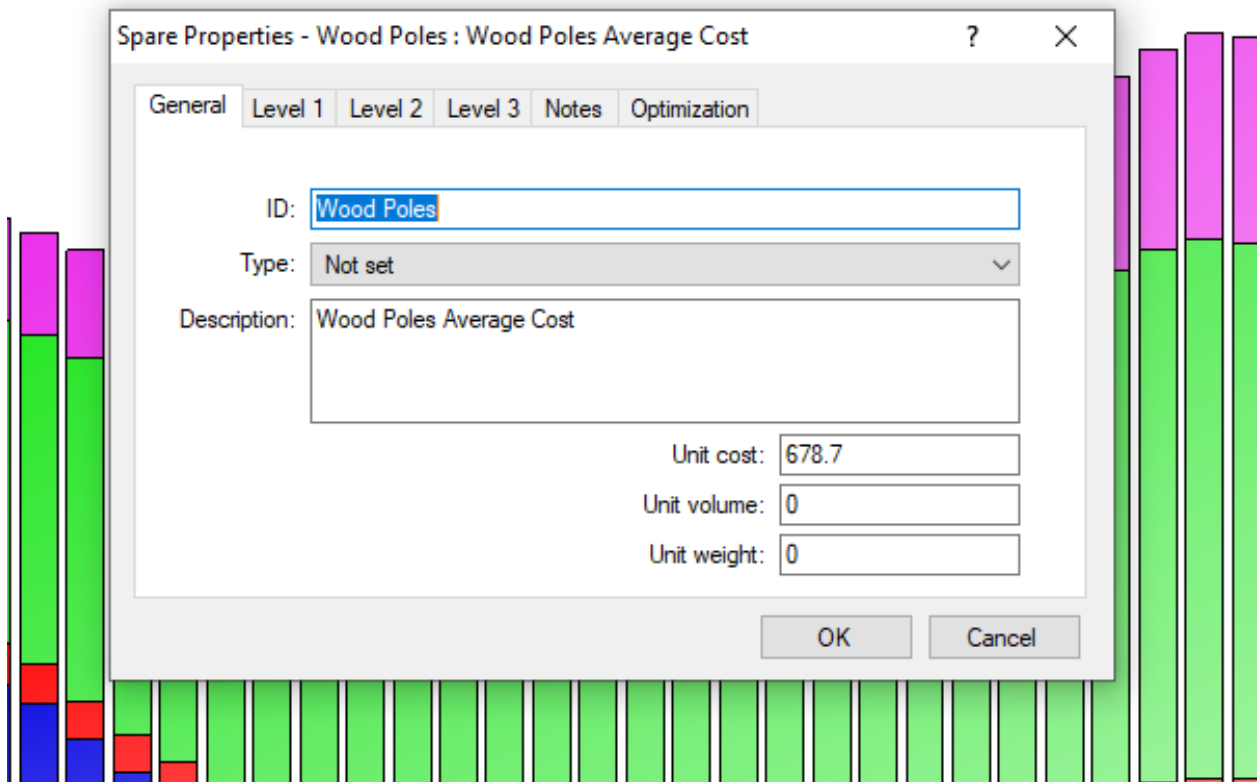 Spare Properties - Wood Poles : Wood Poles Average Cost ?
General Level 1 Level 2 Level 3 Notes Optimization
ID: Wood Poles
Type: Not set
Description: Wood Poles Average Cost
Unit cost: 678.7
Unit volume: 0
Unit weight: 0
OK Cancel